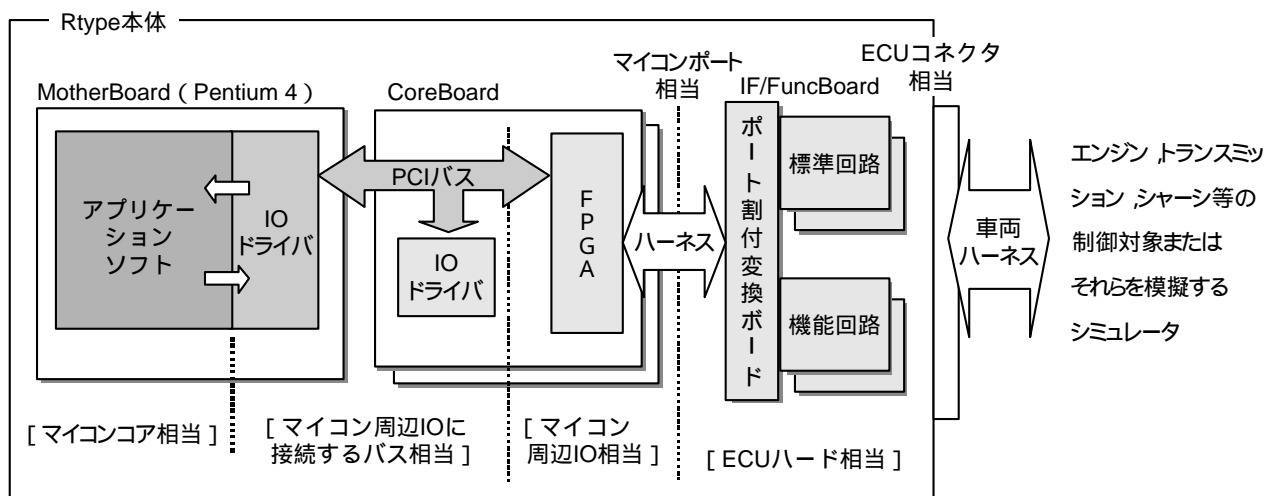 Rtype本体
MotherBoard ( Pentium 4 )
CoreBoard
マイコンポート
相当
IF/FuncBoard
ECUコネクタ
相当
アプリケー
ション
ソフト
IO
ドライバ
PCIバス
IO
ドライバ
FPGA
ハーネス
ポート割付変換ボード
標準回路
機能回路
車両
ハーネス
エンジン ,トランスミッ
ション ,シャーシ等の
制御対象または
それらを模擬する
シミュレータ
[ マイコンコア相当 ]
[ マイコン周辺IOに
接続するバス相当 ]
[ マイコン
周辺IO相当 ]
[ ECUハード相当 ]